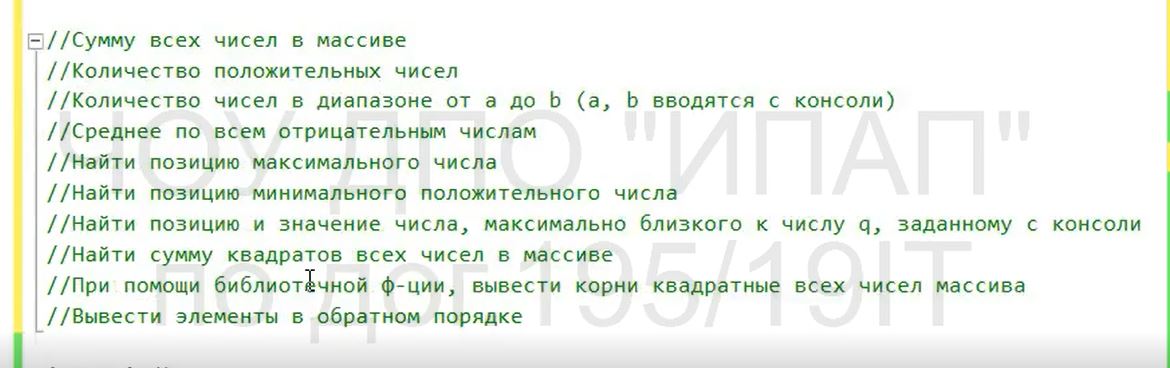 //Сумму всех чисел в массиве
//Количество положительных чисел
//Количество чисел в диапазоне от a до b (a, b вводятся с консоли)
//Среднее по всем отрицательным числам
//Найти позицию максимального числа
//Найти позицию минимального положительного числа
//Найти позицию и значение числа, максимально близкого к числу q, заданному с консоли
//Найти сумму квадратов всех чисел в массиве
//При помощи библиотечной ф-ции, вывести корни квадратные всех чисел массива
//Вывести элементы в обратном порядке
ЧОУ ДПО "ИПАП"
по дог 195/19IT